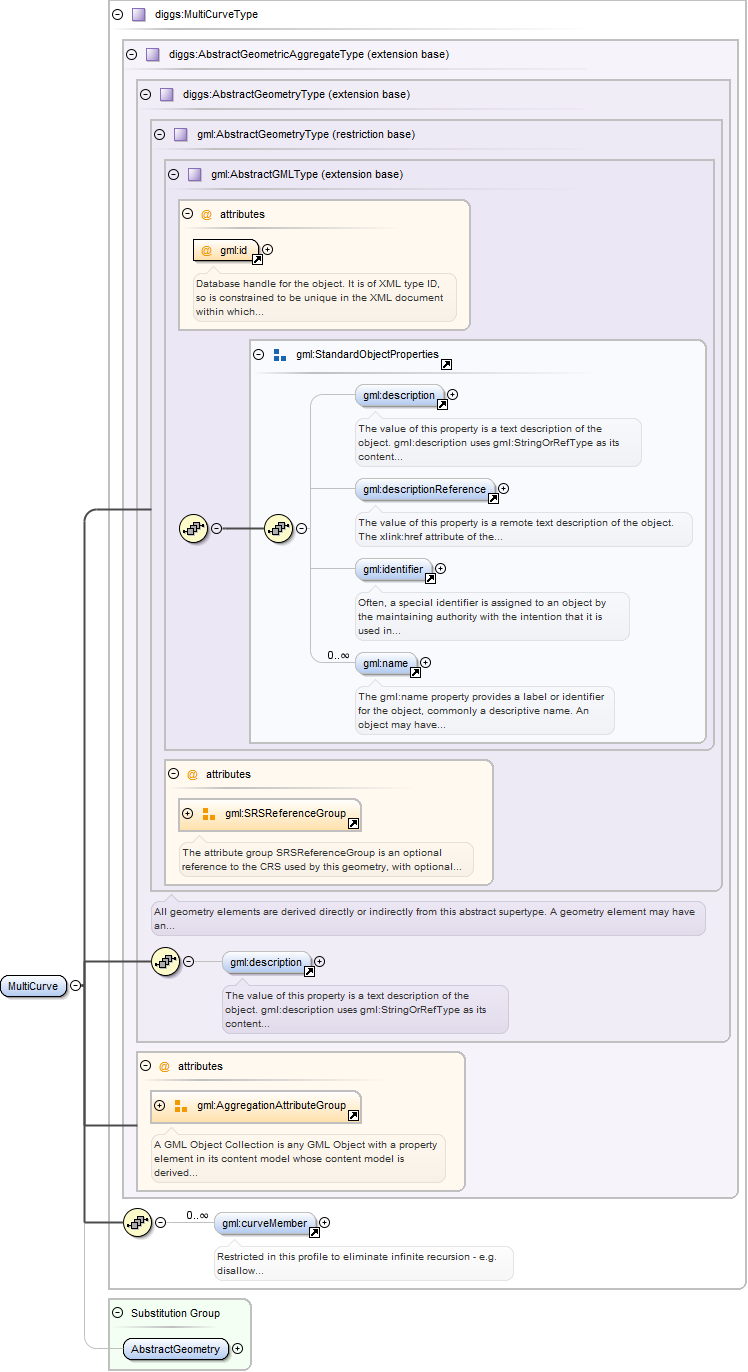 diggs:MultiCurveType
diggs:AbstractGeometricAggregateType (extension base)
diggs:AbstractGeometryType (extension base)
gml:AbstractGeometryType (restriction base)
gml:AbstractGMLType (extension base)
@ attributes
@ gml:id
Database handle for the object. It is of XML type ID,
so is constrained to be unique in the XML document
within which...
gml:StandardObjectProperties
gml:description
The value of this property is a text description of the
object. gml:description uses gml:StringOrRefType as its
content...
gml:descriptionReference
The value of this property is a remote text description of the object.
The xlink:href attribute of the...
gml:identifier
Often, a special identifier is assigned to an object by
the maintaining authority with the intention that it is
used in...
0..∞
gml:name
The gml:name property provides a label or identifier
for the object, commonly a descriptive name. An
object may have...
@ attributes
gml:SRSReferenceGroup
The attribute group SRSReferenceGroup is an optional
reference to the CRS used by this geometry, with optional...
All geometry elements are derived directly or indirectly from this abstract supertype. A geometry element may have
an...
gml:description
The value of this property is a text description of the
object. gml:description uses gml:StringOrRefType as its
content...
MultiCurve
@ attributes
gml:AggregationAttributeGroup
A GML Object Collection is any GML Object with a property
element in its content model whose content model is
derived...
0..∞
gml:curveMember
Restricted in this profile to eliminate infinite recursion - e.g.
disallow...
Substitution Group
AbstractGeometry